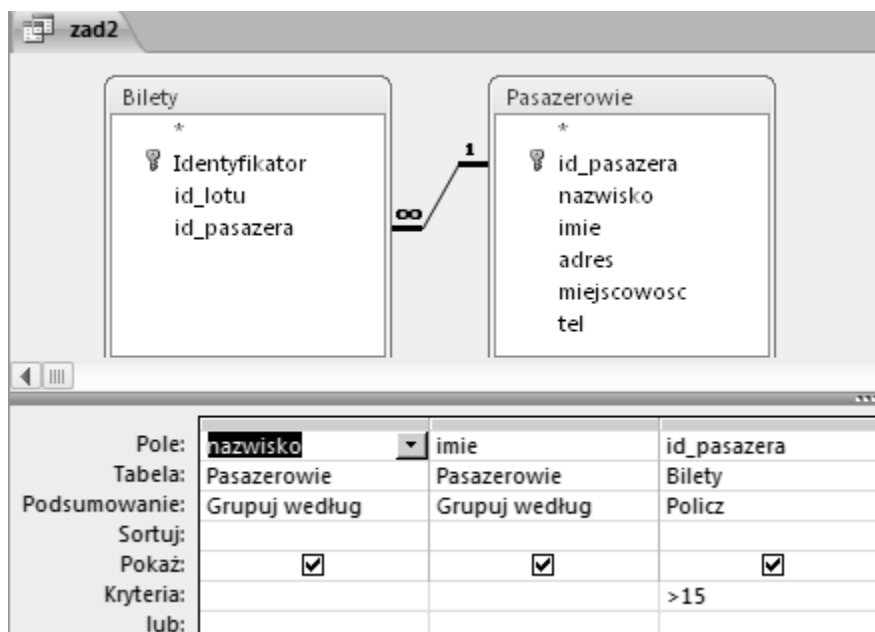 zad2
Bilety
*
Identyfikator
id_lotu
id_pasazera
∞
1
Pasazerowie
*
id_pasazera
nazwisko
imie
adres
miejscowosc
tel
Pole: nazwisko imie id_pasazera
Tabela: Pasazerowie Pasazerowie Bilety
Podsumowanie: Grupuj według Grupuj według Policz
Sortuj:
Pokaż:
Kryteria: >15
lub: